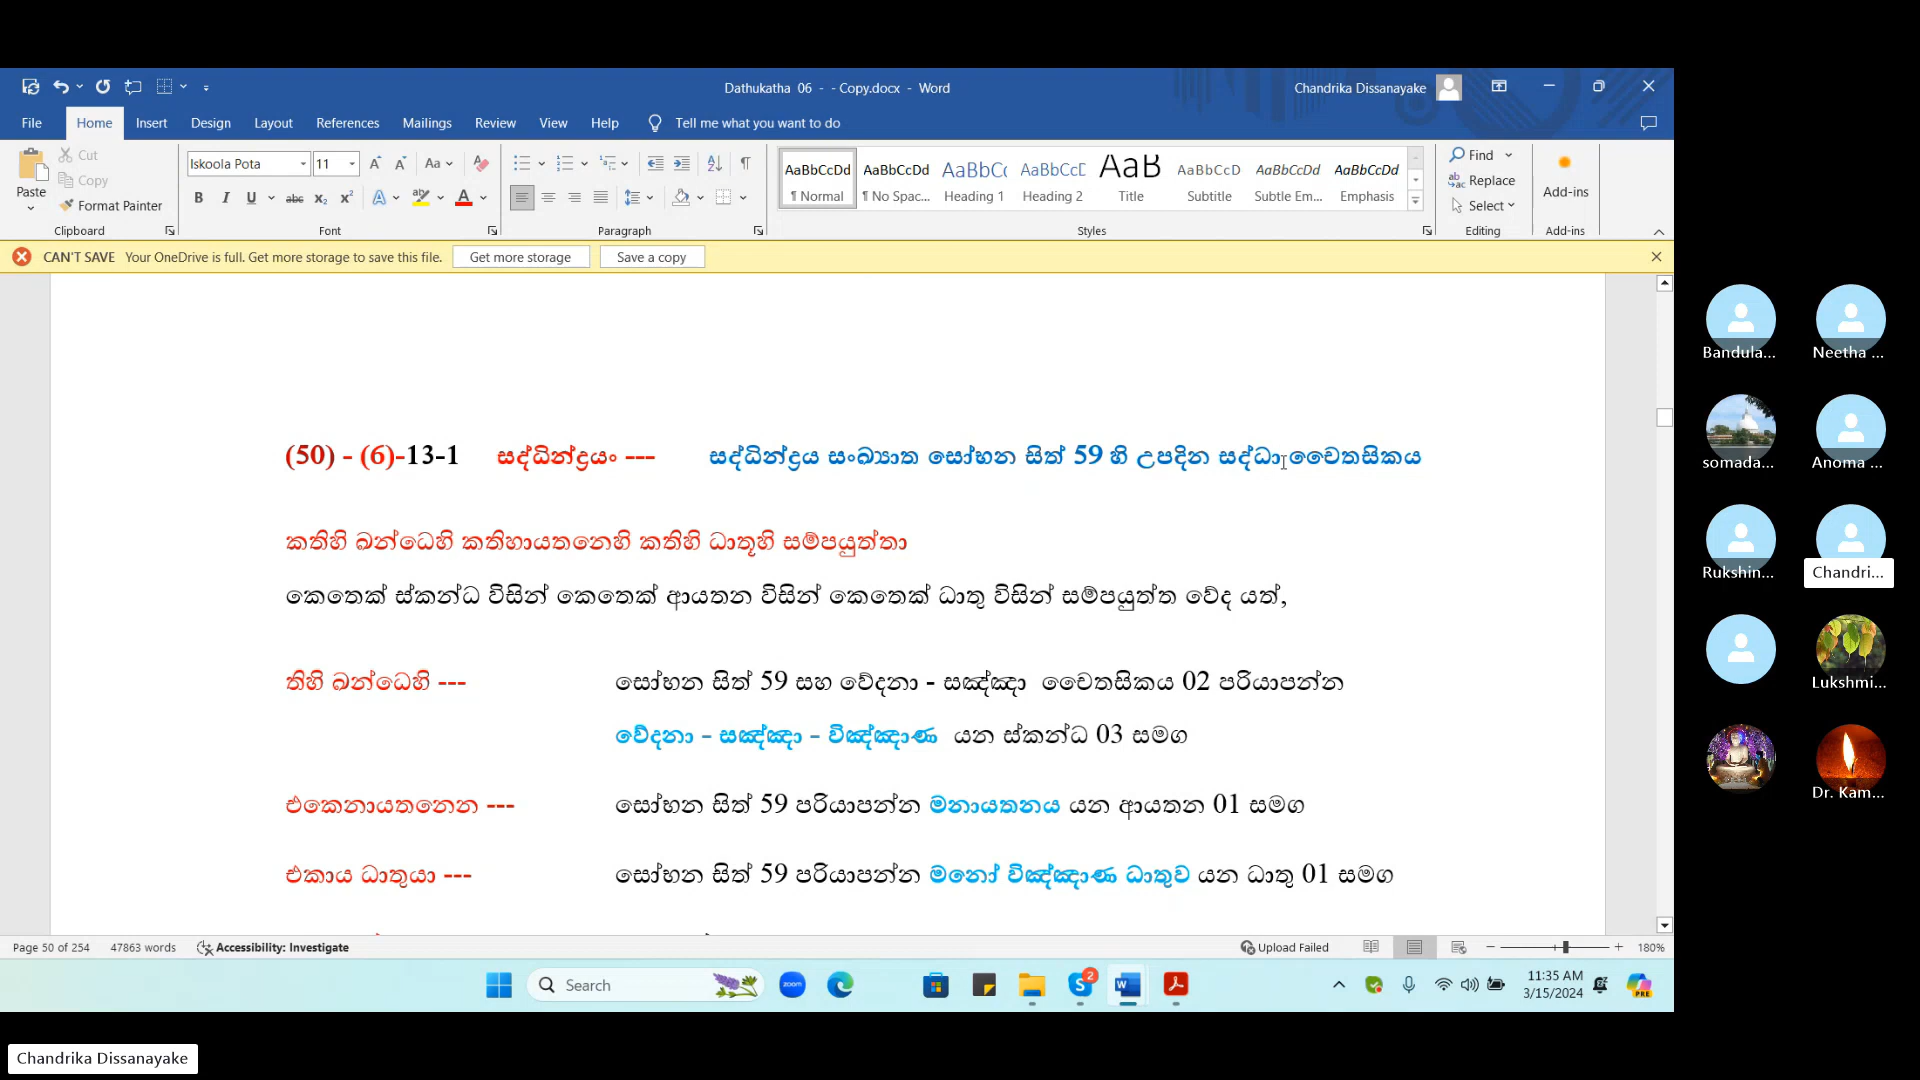 Dathukatha 06 - - Copy.docx - Word
Chandrika Dissanayake
File Home Insert Design Layout References Mailings Review View Help Tell me what you want to do
Paste
Cut
Copy
Format Painter
Clipboard
Iskoola Pota 11
Aa
B I U abc x₂ x²
Font
Paragraph
AaBbCcDd AaBbCcDd AaBbCc AaBbCcE AaB AaBbCcD AaBbCcDd AaBbCcDd
¶ Normal ¶ No Spac... Heading 1 Heading 2 Title Subtitle Subtle Em... Emphasis
Styles
Find
Replace
Select
Editing
Add-ins
Add-ins
CAN'T SAVE Your OneDrive is full. Get more storage to save this file. Get more storage Save a copy
(50) - (6)-13-1 සද්ධින්ද්‍රියං --- සද්ධින්ද්‍රිය සංඛ්‍යාත සෝභන සිත් 59 හි උපදින සද්ධා චෛතසිකය
කතිහි ඛන්ධෙහි කතිහායතනෙහි කතිහි ධාතූහි සම්පයුත්තා
කෙතෙක් ස්කන්ධ විසින් කෙතෙක් ආයතන විසින් කෙතෙක් ධාතු විසින් සම්පයුත්ත වේද යත්,
තිහි ඛන්ධෙහි --- සෝභන සිත් 59 සහ වේදනා - සඤ්ඤා චෛතසිකය 02 පරියාපන්න
වේදනා - සඤ්ඤා - විඤ්ඤාණ යන ස්කන්ධ 03 සමග
එකෙනායතනෙන --- සෝභන සිත් 59 පරියාපන්න මනායතනය යන ආයතන 01 සමග
එකාය ධාතුයා --- සෝභන සිත් 59 පරියාපන්න මනෝ විඤ්ඤාණ ධාතුව යන ධාතු 01 සමග
Page 50 of 254 47863 words Accessibility: Investigate Upload Failed 180%
Search
zoom
2
11:35 AM
3/15/2024
PRE
Bandula...
Neetha ...
somada...
Anoma ...
Rukshin...
Chandri...
Lukshmi...
Dr. Kam...
Chandrika Dissanayake